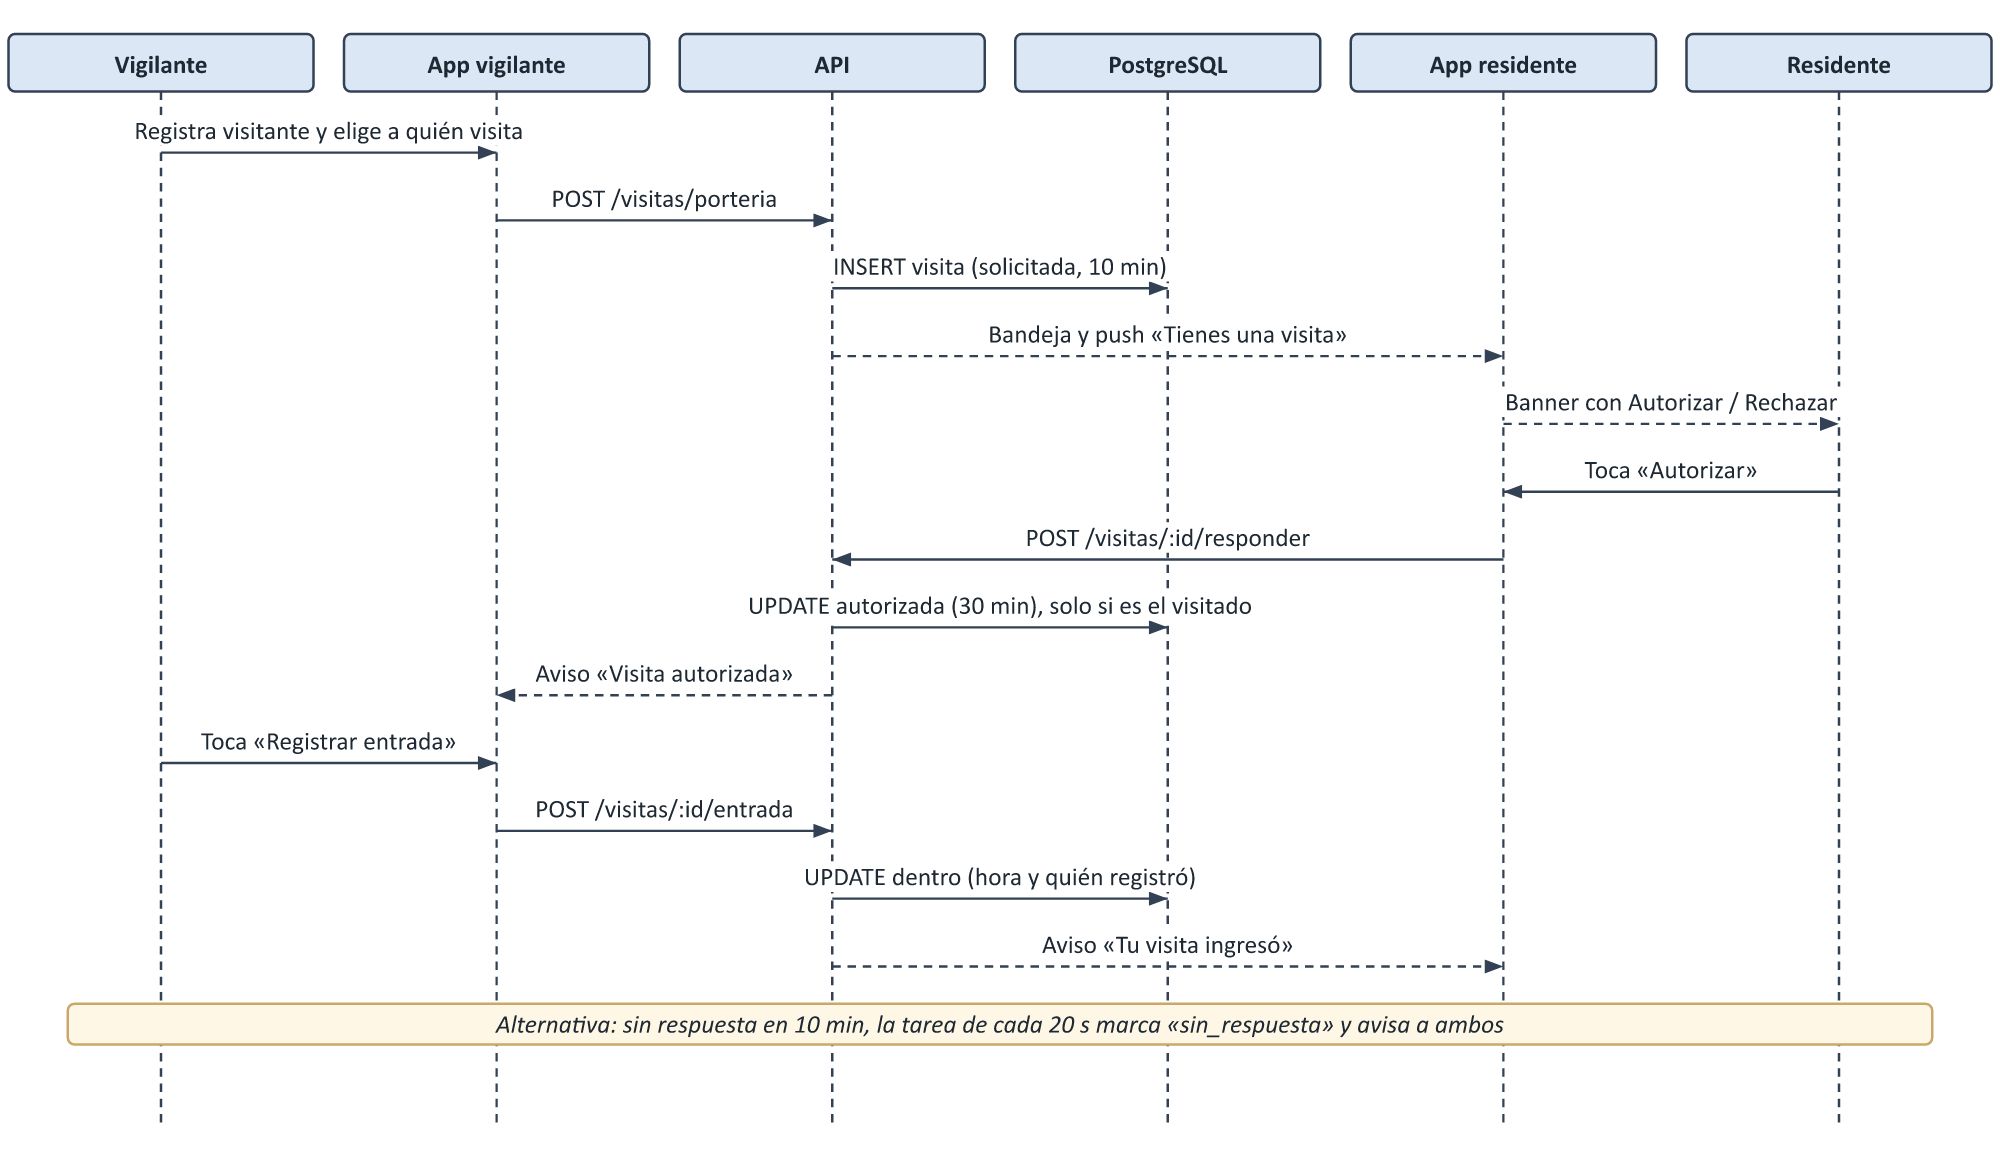 Vigilante
App vigilante
API
PostgreSQL
App residente
Residente
Registra visitante y elige a quién visita
POST /visitas/porteria
INSERT visita (solicitada, 10 min)
Bandeja y push «Tienes una visita»
Banner con Autorizar / Rechazar
Toca «Autorizar»
POST /visitas/:id/responder
UPDATE autorizada (30 min), solo si es el visitado
Aviso «Visita autorizada»
Toca «Registrar entrada»
POST /visitas/:id/entrada
UPDATE dentro (hora y quién registró)
Aviso «Tu visita ingresó»
Alternativa: sin respuesta en 10 min, la tarea de cada 20 s marca «sin_respuesta» y avisa a ambos